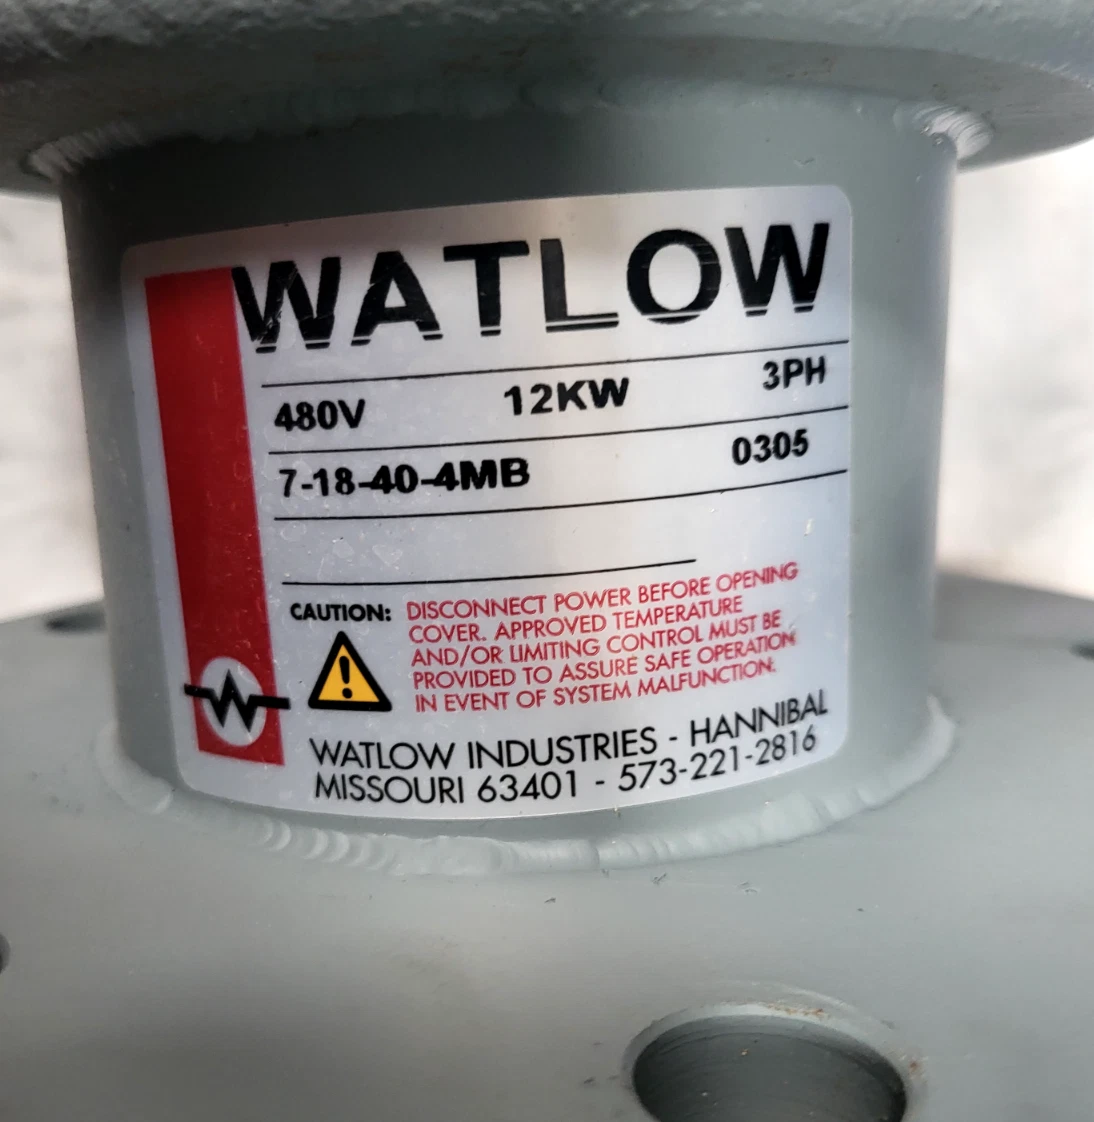 WATLOW
480V 12KW 3PH
7-18-40-4MB 0305
CAUTION: DISCONNECT POWER BEFORE OPENING
COVER. APPROVED TEMPERATURE
AND/OR LIMITING CONTROL MUST BE
PROVIDED TO ASSURE SAFE OPERATION
IN EVENT OF SYSTEM MALFUNCTION.
WATLOW INDUSTRIES - HANNIBAL
MISSOURI 63401 - 573-221-2816